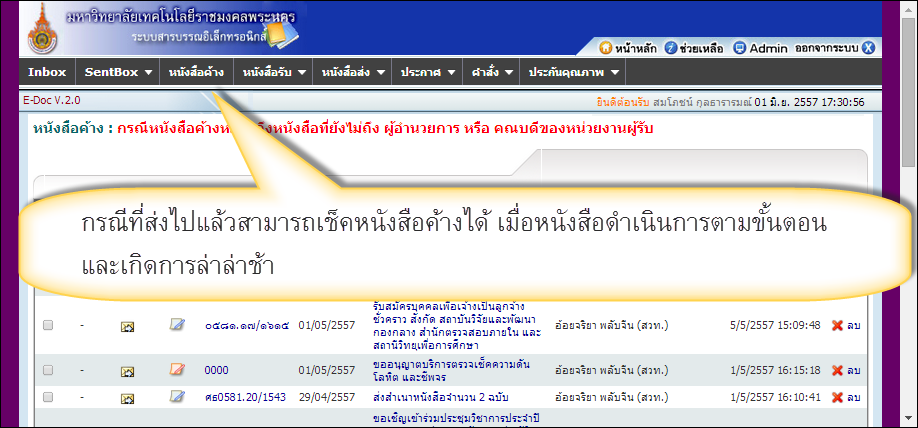 มหาวิทยาลัยเทคโนโลยีราชมงคลพระนคร
ระบบสารบรรณอิเล็กทรอนิกส์
หน้าหลัก ช่วยเหลือ Admin ออกจากระบบ
Inbox SentBox หนังสือค้าง หนังสือรับ หนังสือส่ง ประกาศ คำสั่ง ประกันคุณภาพ
E-Doc V.2.0 ยินดีต้อนรับ สมโภชน์ กุลธารารมณ์ 01 มิ.ย. 2557 17:30:56
หนังสือค้าง : กรณีหนังสือค้างหม ถึงหนังสือที่ยังไม่ถึง ผู้อำนวยการ หรือ คณบดีของหน่วยงานผู้รับ
กรณีที่ส่งไปแล้วสามารถเช็คหนังสือค้างได้ เมื่อหนังสือดำเนินการตามขั้นตอน
และเกิดการล่าล่าช้า
รับสมัครบุคคลเพื่อเจ้างเป็นลูกจ้าง
ชั่วคราว สังกัด สถาบันวิจัยและพัฒนา
- ๐๕๘๑.๑๗/๑๖๑๕ 01/05/2557 กองกลาง สำนักตรวจสอบภายใน และ อ้อยจริยา พลับจีน (สวท.) 5/5/2557 15:09:48 ลบ
สถานีวิทยุเพื่อการศึกษา
- 0000 01/05/2557 ขออนุญาตบริการตรวจเช็คความดัน อ้อยจริยา พลับจีน (สวท.) 1/5/2557 16:15:18 ลบ
โลหิต และชีพจร
- ศธ0581.20/1543 29/04/2557 ส่งสำเนาหนังสือจำนวน 2 ฉบับ อ้อยจริยา พลับจีน (สวท.) 1/5/2557 16:10:41 ลบ
ขอเชิญเข้าร่วมประชุมวิชาการประจำปี